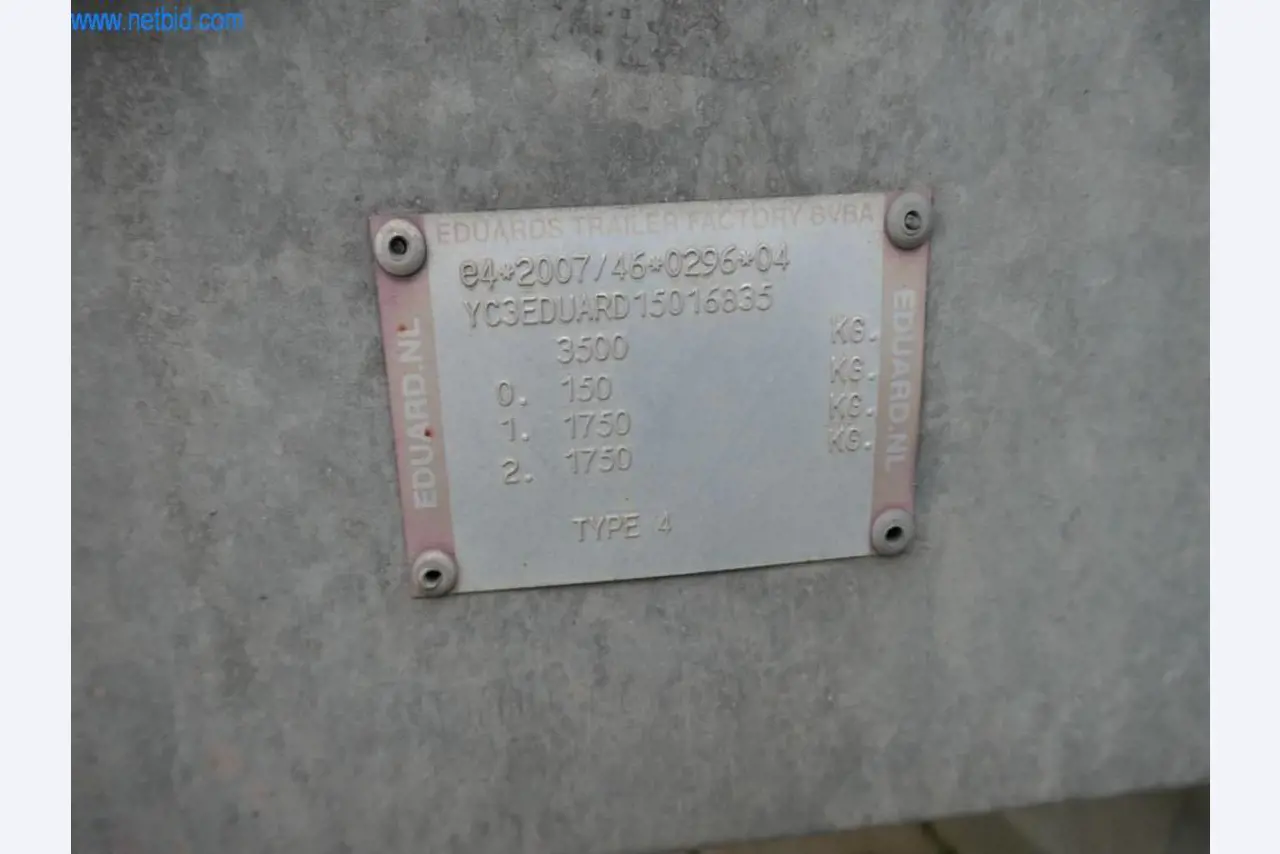 www.netbid.com
EDUARDS TRAILER FACTORY BVBA
e4*2007/46*0296*04
YC3EDUARD15016835
3500 KG.
0. 150 KG.
1. 1750 KG.
2. 1750 KG.
TYPE 4
EDUARD.NL
EDUARD.NL